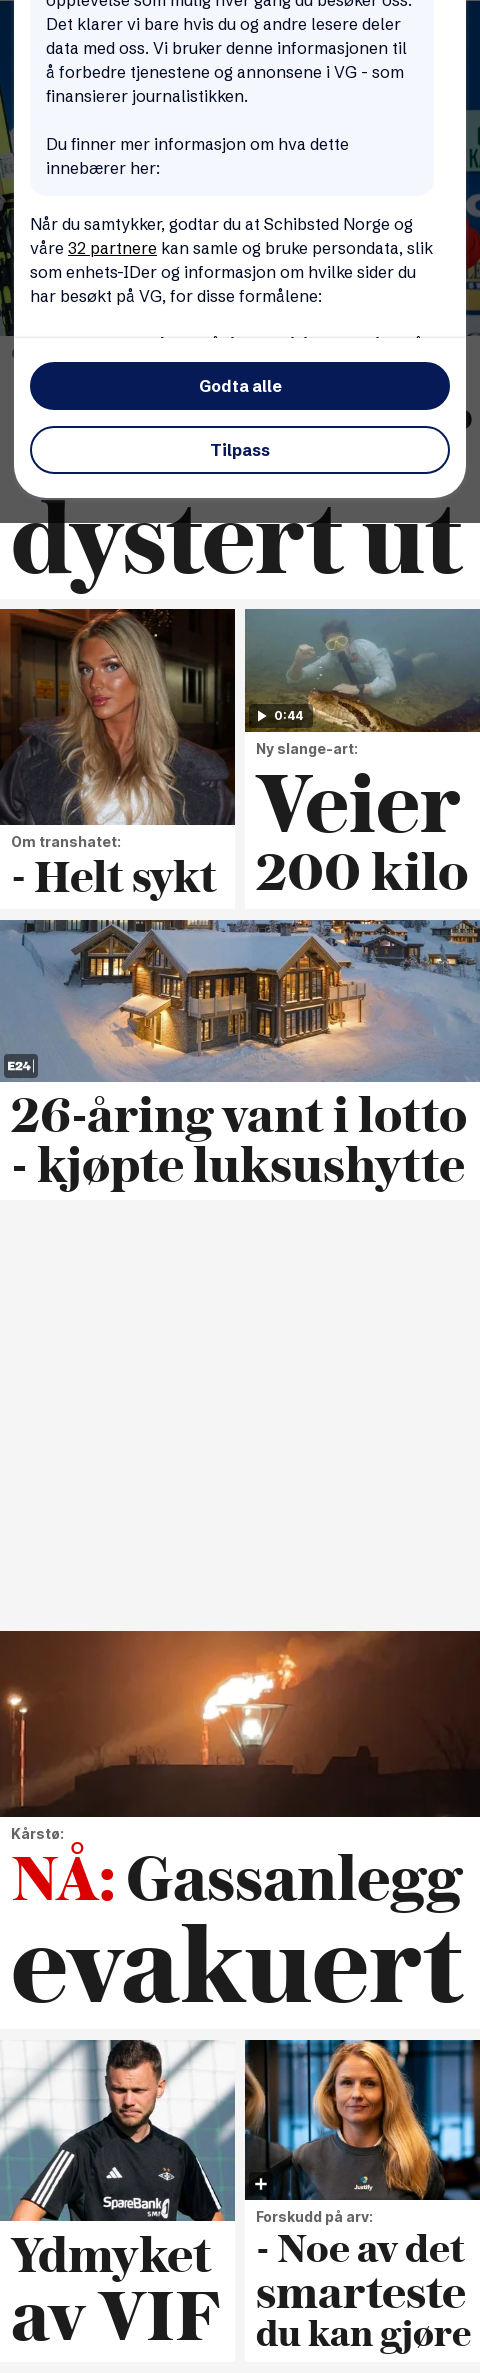 opplevelse som mulig hver gang du besøker oss.
Det klarer vi bare hvis du og andre lesere deler
data med oss. Vi bruker denne informasjonen til
å forbedre tjenestene og annonsene i VG - som
finansierer journalistikken.
Du finner mer informasjon om hva dette
innebærer her:
Når du samtykker, godtar du at Schibsted Norge og
våre 32 partnere kan samle og bruke persondata, slik
som enhets-IDer og informasjon om hvilke sider du
har besøkt på VG, for disse formålene:
Godta alle
Tilpass
dystert ut
0:44
Om transhatet:
- Helt sykt
Ny slange-art:
Veier
200 kilo
E24
26-åring vant i lotto
- kjøpte luksushytte
Kårstø:
NÅ: Gassanlegg
evakuert
SpareBank
SMN
Ydmyket
av VIF
Justify
Forskudd på arv:
- Noe av det
smarteste
du kan gjøre